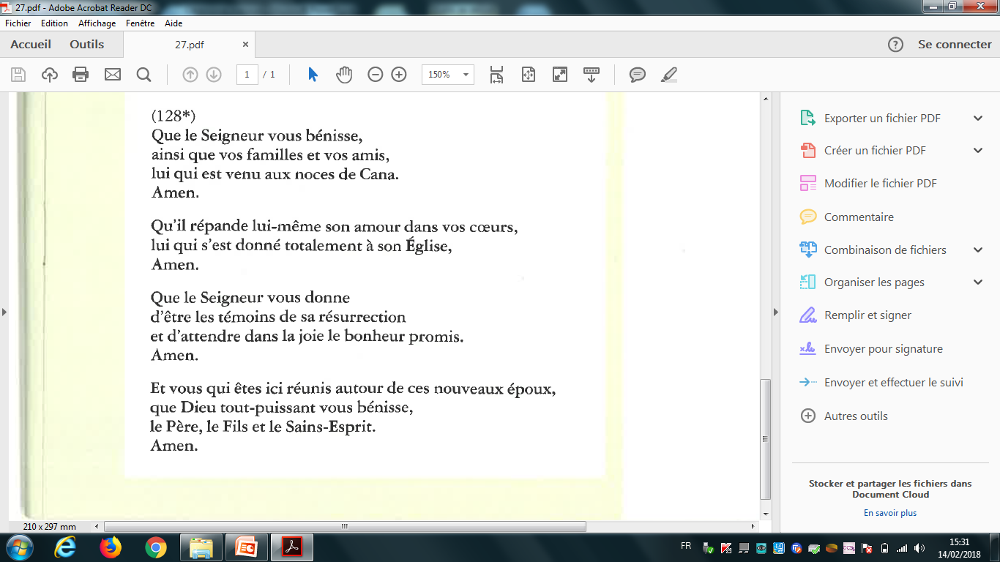 27.pdf - Adobe Acrobat Reader DC
Fichier Edition Affichage Fenêtre Aide
Accueil Outils 27.pdf × ? Se connecter
1 / 1 150%
(128*)
Que le Seigneur vous bénisse,
ainsi que vos familles et vos amis,
lui qui est venu aux noces de Cana.
Amen.
Qu'il répande lui-même son amour dans vos cœurs,
lui qui s'est donné totalement à son Église,
Amen.
Que le Seigneur vous donne
d'être les témoins de sa résurrection
et d'attendre dans la joie le bonheur promis.
Amen.
Et vous qui êtes ici réunis autour de ces nouveaux époux,
que Dieu tout-puissant vous bénisse,
le Père, le Fils et le Sains-Esprit.
Amen.
Exporter un fichier PDF
Créer un fichier PDF
Modifier le fichier PDF
Commentaire
Combinaison de fichiers
Organiser les pages
Remplir et signer
Envoyer pour signature
Envoyer et effectuer le suivi
Autres outils
Stocker et partager les fichiers dans
Document Cloud
En savoir plus
210 x 297 mm
FR
15:31
14/02/2018